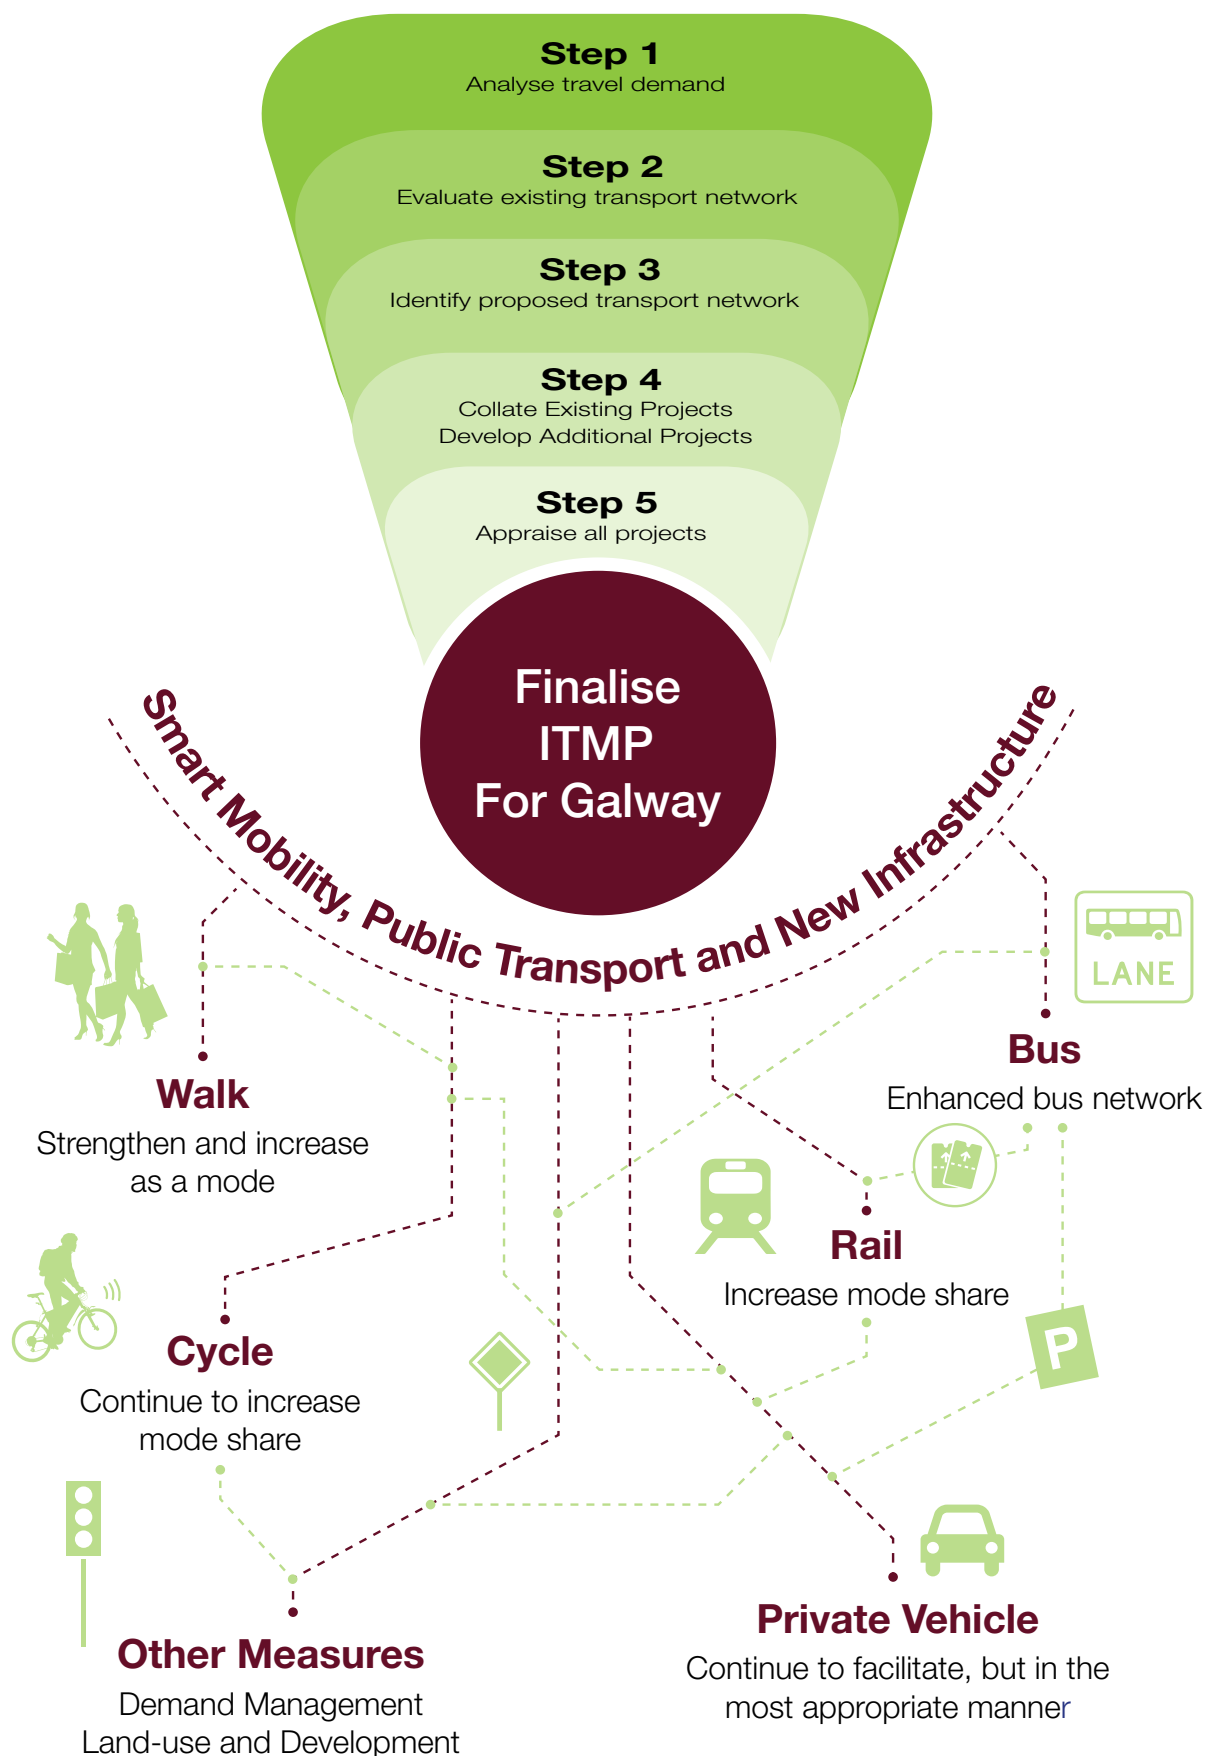 Step 1
Analyse travel demand
Step 2
Evaluate existing transport network
Step 3
Identify proposed transport network
Step 4
Collate Existing Projects
Develop Additional Projects
Step 5
Appraise all projects
Finalise
ITMP
For Galway
Smart Mobility, Public Transport and New Infrastructure
LANE
Bus
Enhanced bus network
Walk
Strengthen and increase
as a mode
Rail
Increase mode share
P
Cycle
Continue to increase
mode share
Private Vehicle
Continue to facilitate, but in the
most appropriate manner
Other Measures
Demand Management
Land-use and Development